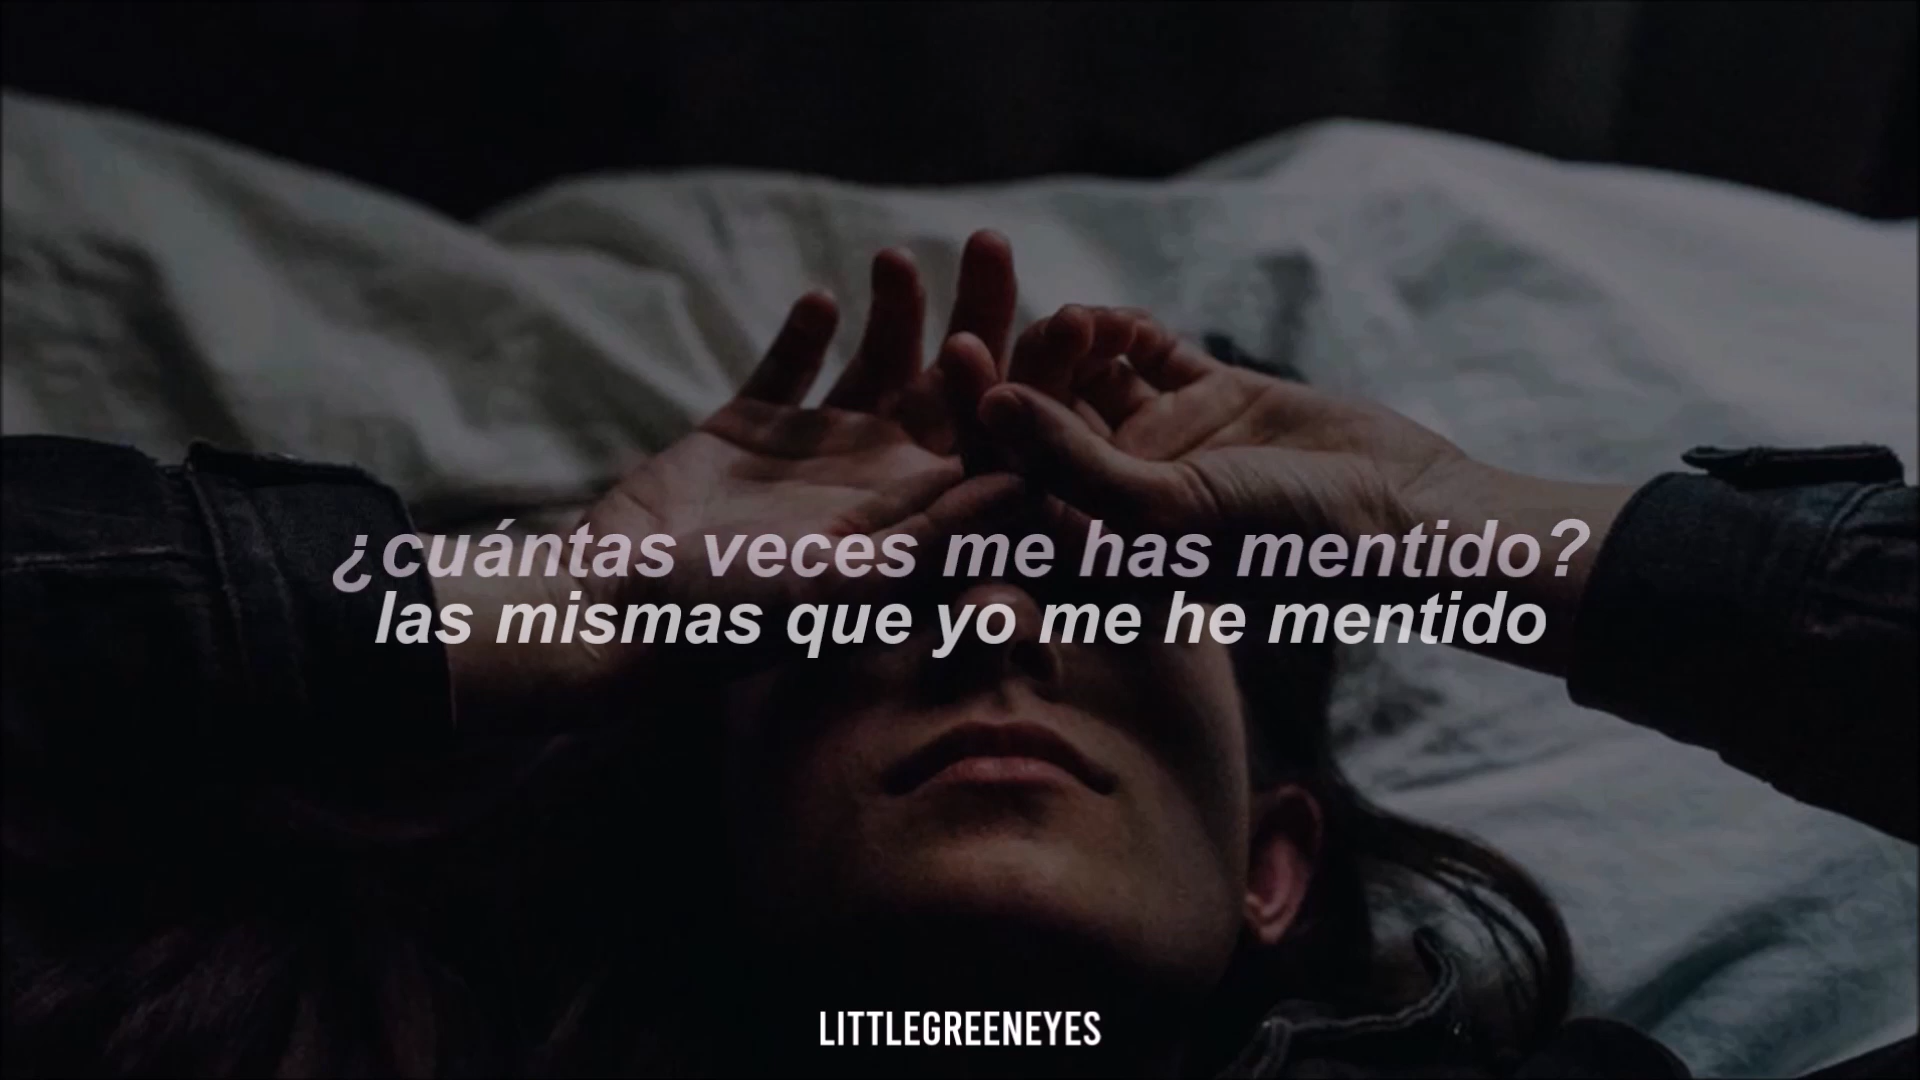 ¿cuántas veces me has mentido?
las mismas que yo me he mentido
LITTLEGREENEYES